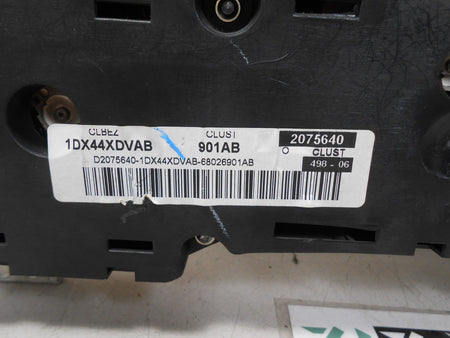 CLBEZ CLUST 2075640
1DX44XDVAB 901AB O CLUST
D2075640-1DX44XDVAB-68026901AB 498 - 06